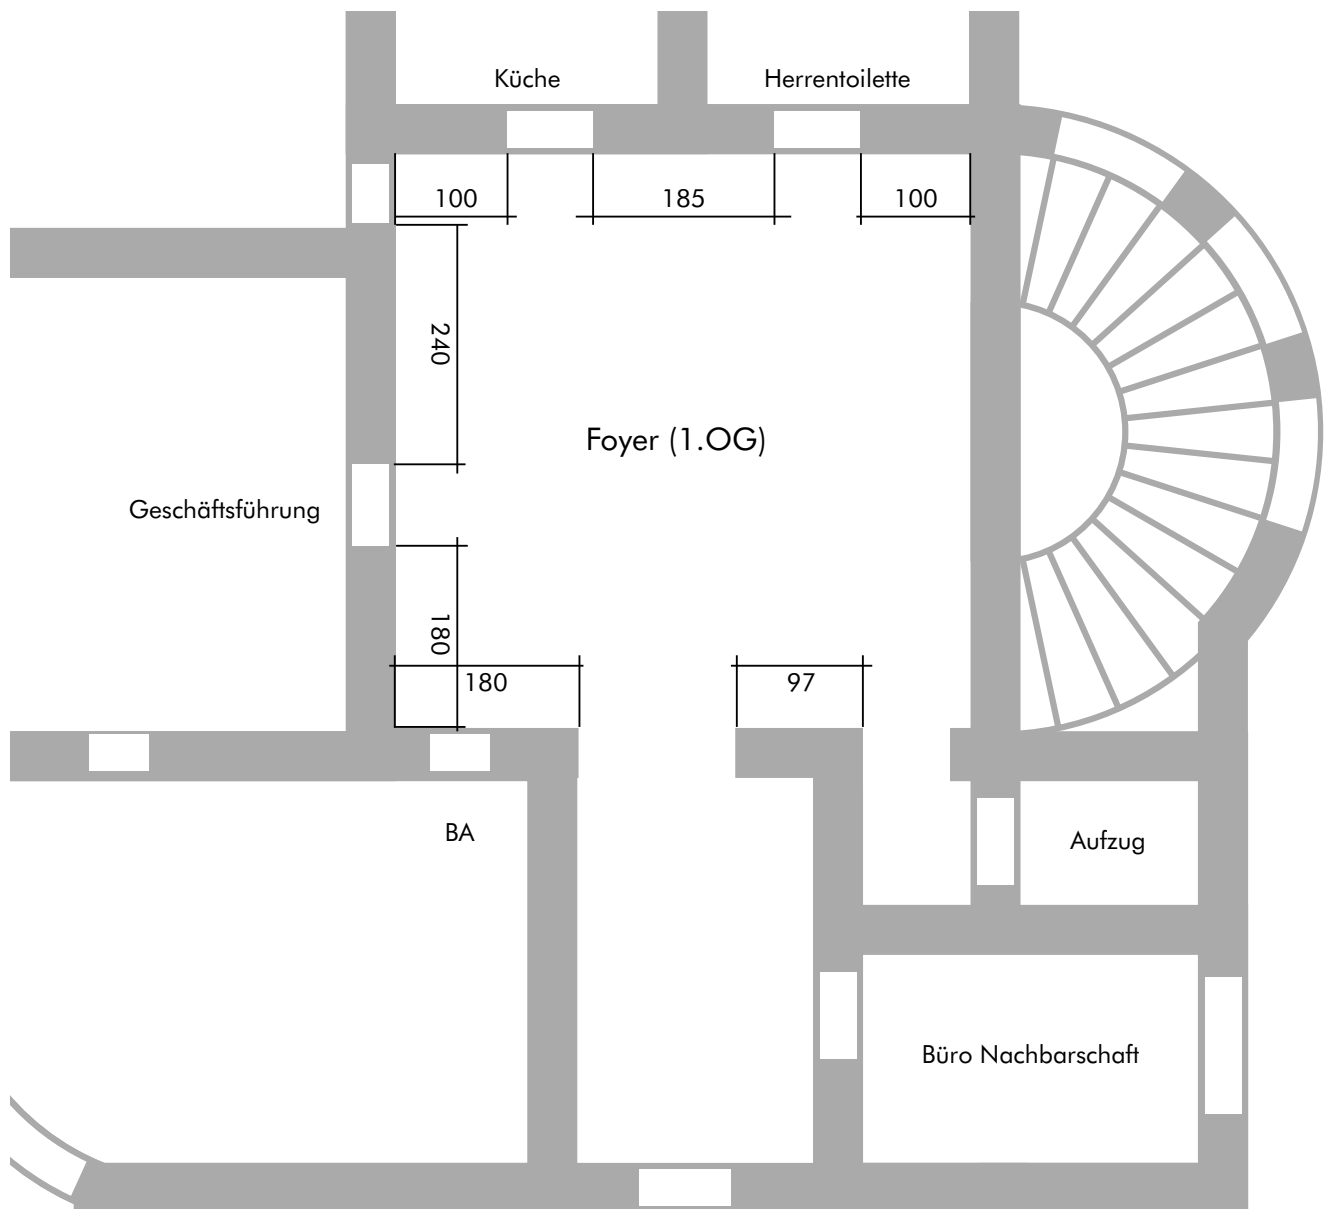 Küche
Herrentoilette
100
185
100
240
Foyer (1.OG)
Geschäftsführung
180
180
97
BA
Aufzug
Büro Nachbarschaft